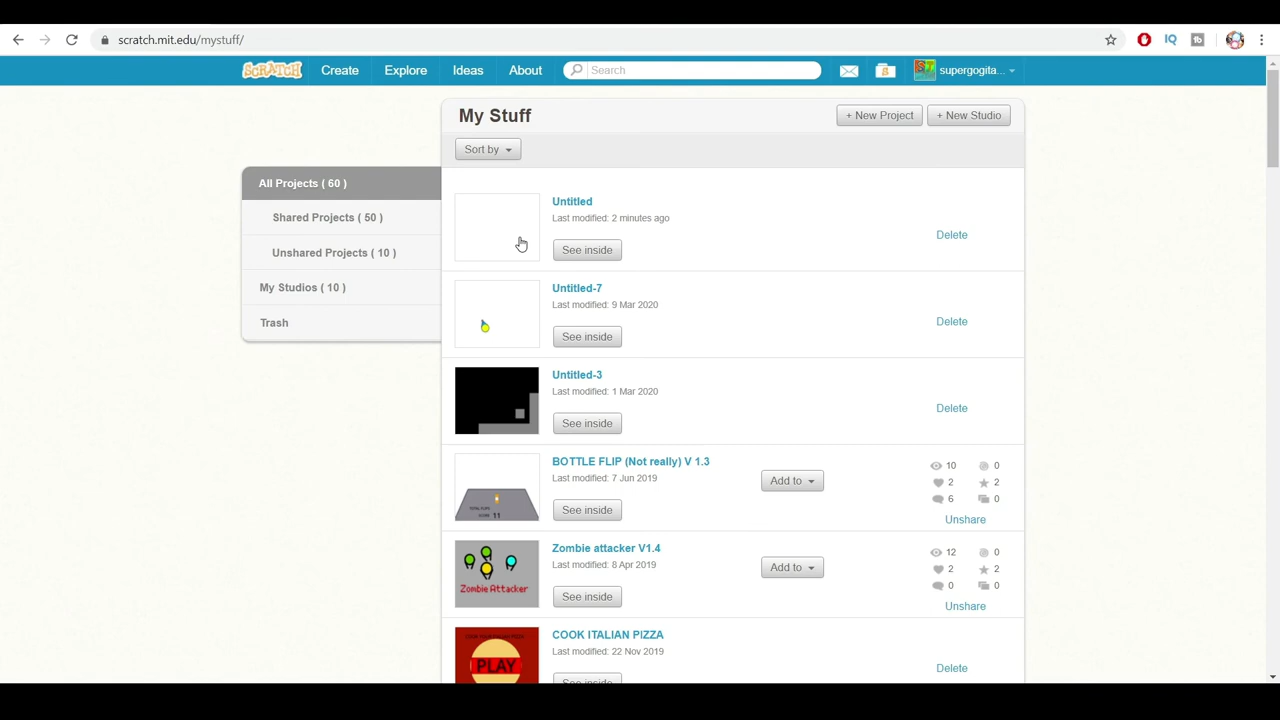 scratch.mit.edu/mystuff/
IQ
tb
SCRATCH
Create
Explore
Ideas
About
Search
S
supergogita...
My Stuff
+ New Project
+ New Studio
Sort by
All Projects ( 60 )
Shared Projects ( 50 )
Unshared Projects ( 10 )
My Studios ( 10 )
Trash
Untitled
Last modified: 2 minutes ago
See inside
Delete
Untitled-7
Last modified: 9 Mar 2020
See inside
Delete
Untitled-3
Last modified: 1 Mar 2020
See inside
Delete
BOTTLE FLIP (Not really) V 1.3
Last modified: 7 Jun 2019
See inside
Add to
10 0
2 2
6 0
Unshare
11
Zombie Attacker
Zombie attacker V1.4
Last modified: 8 Apr 2019
See inside
Add to
12 0
2 2
0 0
Unshare
PLAY
COOK ITALIAN PIZZA
Last modified: 22 Nov 2019
See inside
Delete